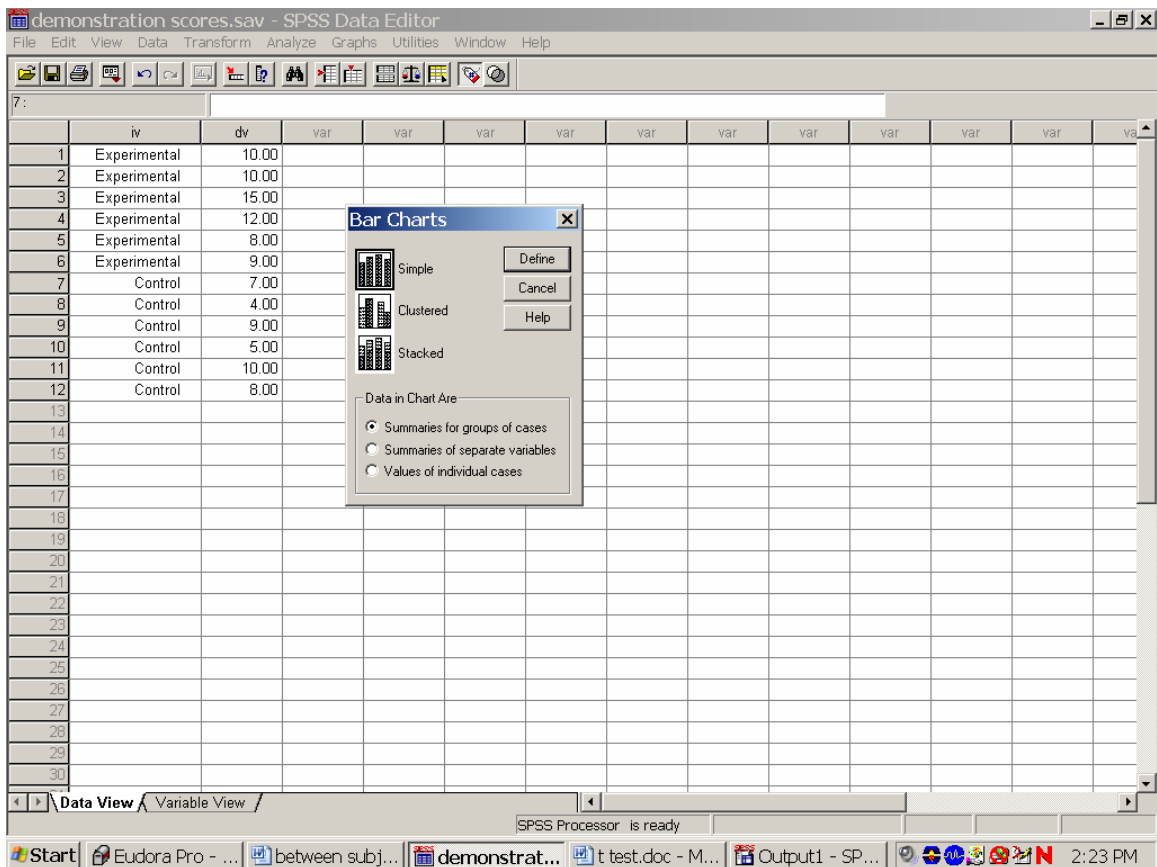 demonstration scores.sav - SPSS Data Editor
File Edit View Data Transform Analyze Graphs Utilities Window Help
7 :
iv dv var var var var var var var var var var va
1 Experimental 10.00
2 Experimental 10.00
3 Experimental 15.00
4 Experimental 12.00
5 Experimental 8.00
6 Experimental 9.00
7 Control 7.00
8 Control 4.00
9 Control 9.00
10 Control 5.00
11 Control 10.00
12 Control 8.00
13
14
15
16
17
18
19
20
21
22
23
24
25
26
27
28
29
30
Bar Charts
Simple
Clustered
Stacked
Define
Cancel
Help
Data in Chart Are
Summaries for groups of cases
Summaries of separate variables
Values of individual cases
Data View Variable View
SPSS Processor is ready
Start Eudora Pro - ... between subj... demonstrat... t test.doc - M... Output1 - SP... N 2:23 PM